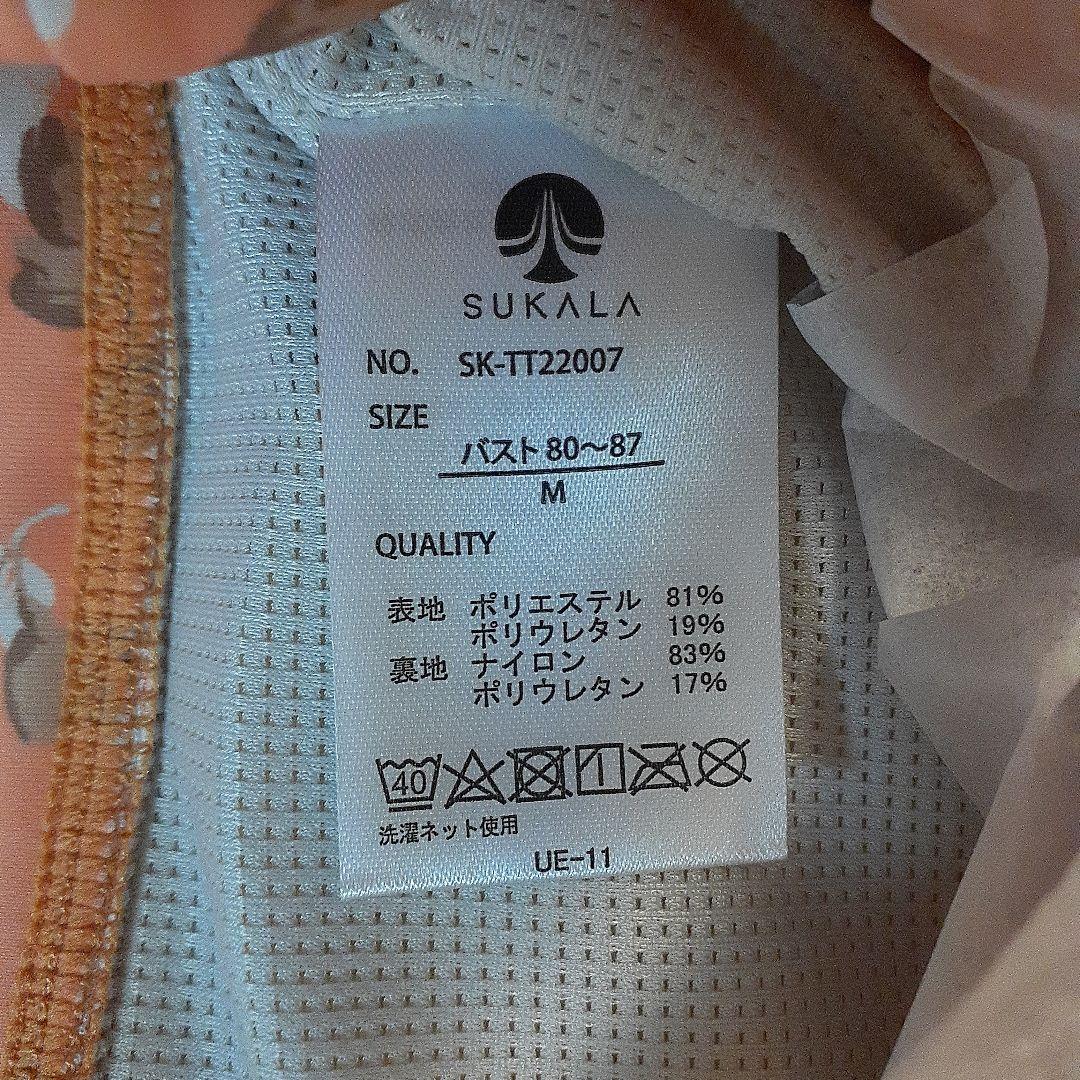 SUKALA
NO. SK-TT22007
SIZE
バスト80～87
M
QUALITY
表地 ポリエステル 81%
ポリウレタン 19%
裏地 ナイロン 83%
ポリウレタン 17%
40
洗濯ネット使用
UE-11